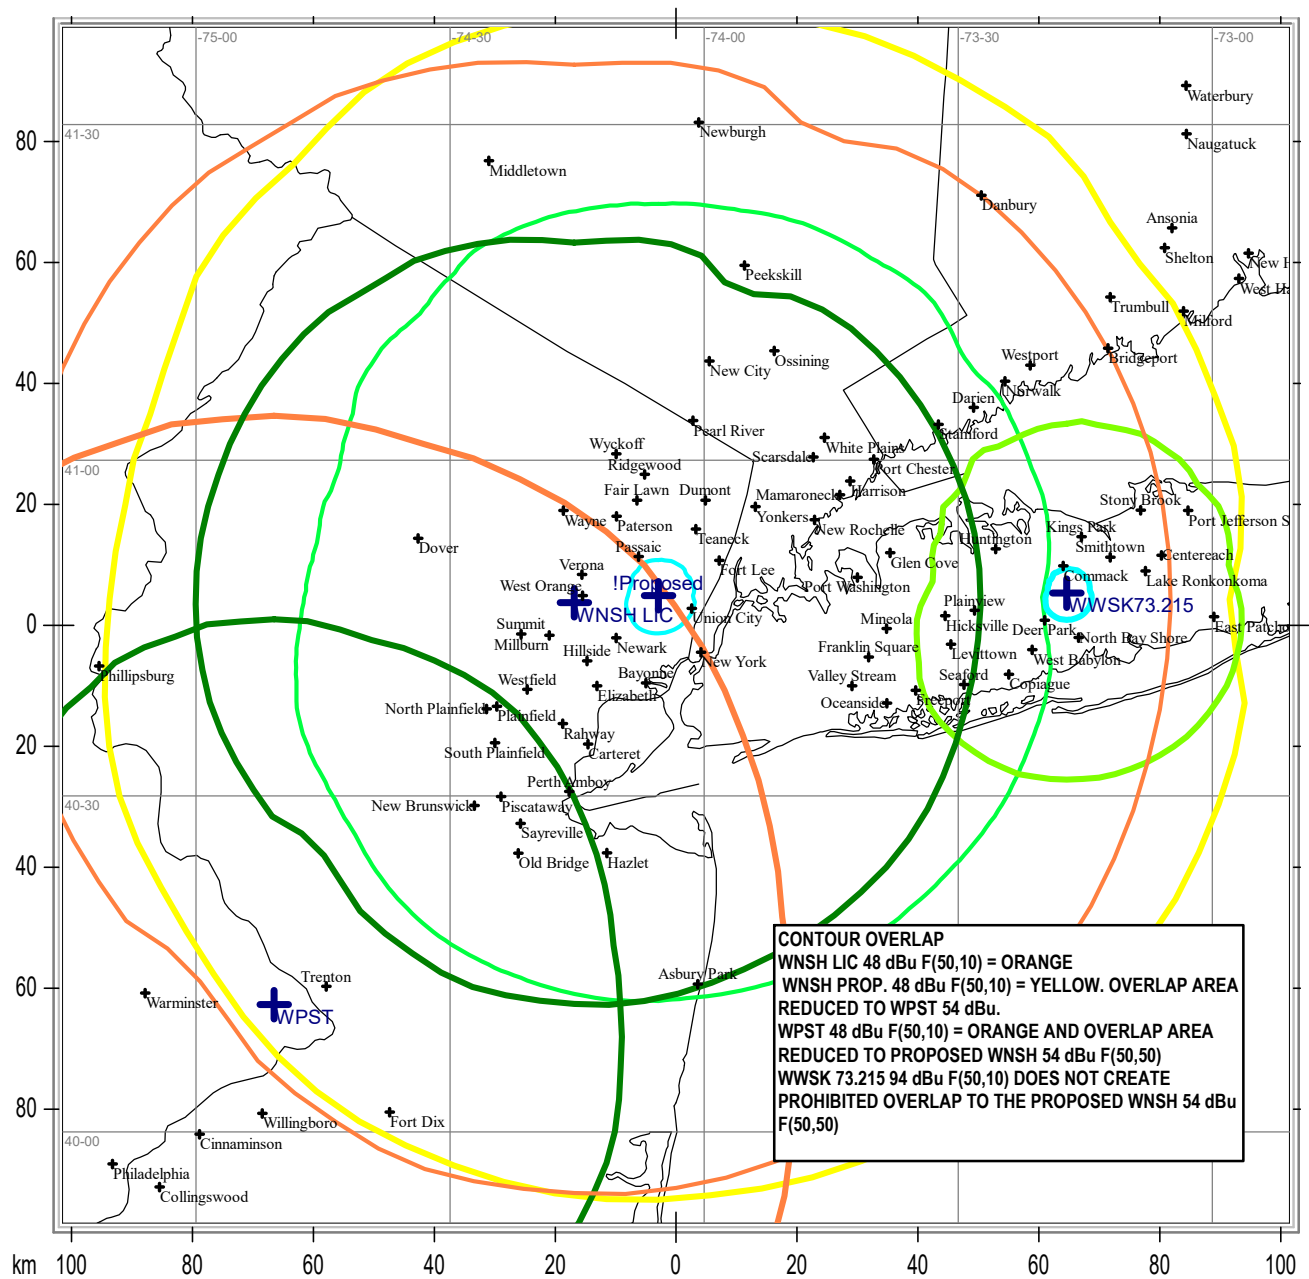 -75-00
-74-30
-74-00
-73-30
-73-00
Waterbury
41-30
Newburgh
80
Naugatuck
Middletown
Danbury
Ansonia
60
Shelton
New H
Peekskill
West Ha
Trumbull
Milford
Bridgeport
Ossining
Westport
New City
40
Norwalk
Darien
Pearl River
Stamford
Wyckoff
White Plains
41-00
Ridgewood
Scarsdale
Port Chester
Fair Lawn
Dumont
Mamaroneck
Harrison
Stony Brook
20
Wayne
Paterson
Yonkers
New Rochelle
Kings Park
Port Jefferson S
Dover
Passaic
Teaneck
Huntington
Smithtown
Centereach
Verona
Fort Lee
Glen Cove
Commack
Lake Ronkonkoma
West Orange
!Proposed
Port Washington
WNSH LIC
Union City
Plainview
WWSK73.215
Summit
Mineola
Hicksville
Deer Park
East Patcho
0
Millburn
Newark
North Bay Shore
Hillside
New York
Franklin Square
Levittown
West Babylon
Phillipsburg
Westfield
Bayonne
Valley Stream
Seaford
Copiague
Elizabeth
Oceanside
Freeport
North Plainfield
Plainfield
Rahway
20
South Plainfield
Carteret
Perth Amboy
40-30
New Brunswick
Piscataway
Sayreville
40
Old Bridge
Hazlet
CONTOUR OVERLAP
WNSH LIC 48 dBu F(50,10) = ORANGE
WNSH PROP. 48 dBu F(50,10) = YELLOW. OVERLAP AREA
REDUCED TO WPST 54 dBu.
WPST 48 dBu F(50,10) = ORANGE AND OVERLAP AREA
REDUCED TO PROPOSED WNSH 54 dBu F(50,50)
WWSK 73.215 94 dBu F(50,10) DOES NOT CREATE
PROHIBITED OVERLAP TO THE PROPOSED WNSH 54 dBu
F(50,50)
Trenton
Asbury Park
60
Warminster
WPST
80
Willingboro
Fort Dix
40-00
Cinnaminson
Philadelphia
Collingswood
km 100 80 60 40 20 0 20 40 60 80 100